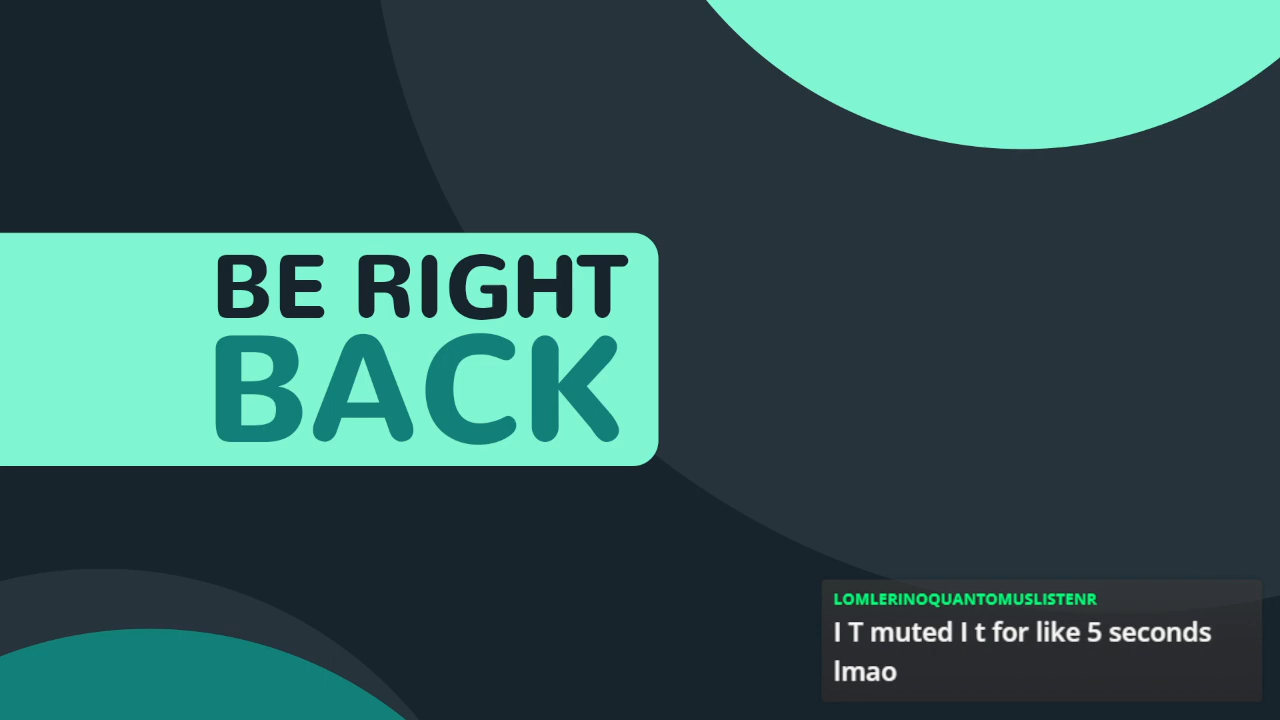 BE RIGHT
BACK
LOMLERINOQUANTOMUSLISTENR
I T muted I t for like 5 seconds
lmao